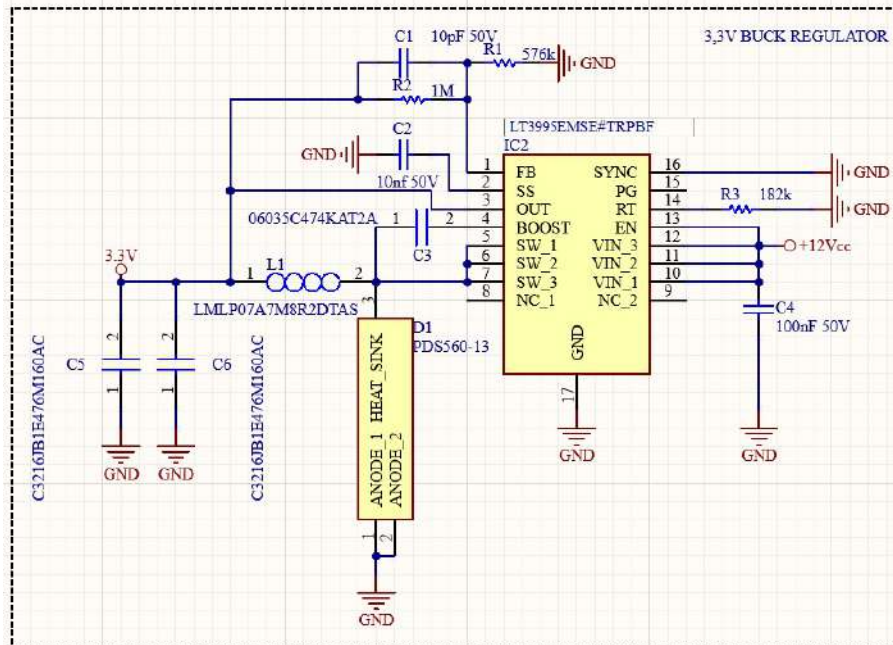 C1 10pF 50V
R1 576k
GND
3,3V BUCK REGULATOR
R2 1M
LT3995EMSE#TRPBF
IC2
C2
GND
10nf 50V
1 FB SYNC 16
GND
2 SS PG 15
3 OUT RT 14
R3 182k
GND
4 BOOST EN 13
5 SW_1 VIN_3 12
+12Vcc
6 SW_2 VIN_2 11
7 SW_3 VIN_1 10
8 NC_1 NC_2 9
GND
17
GND
06035C474KAT2A
1 2
C3
3.3V
1 L1 2
LMLP07A7M8R2DTAS
3
D1
PDS560-13
HEAT_SINK
ANODE_1
ANODE_2
1
2
GND
C4
100nF 50V
GND
C5
2
1
GND
C3216JB1E476M160AC
C6
2
1
GND
C3216JB1E476M160AC